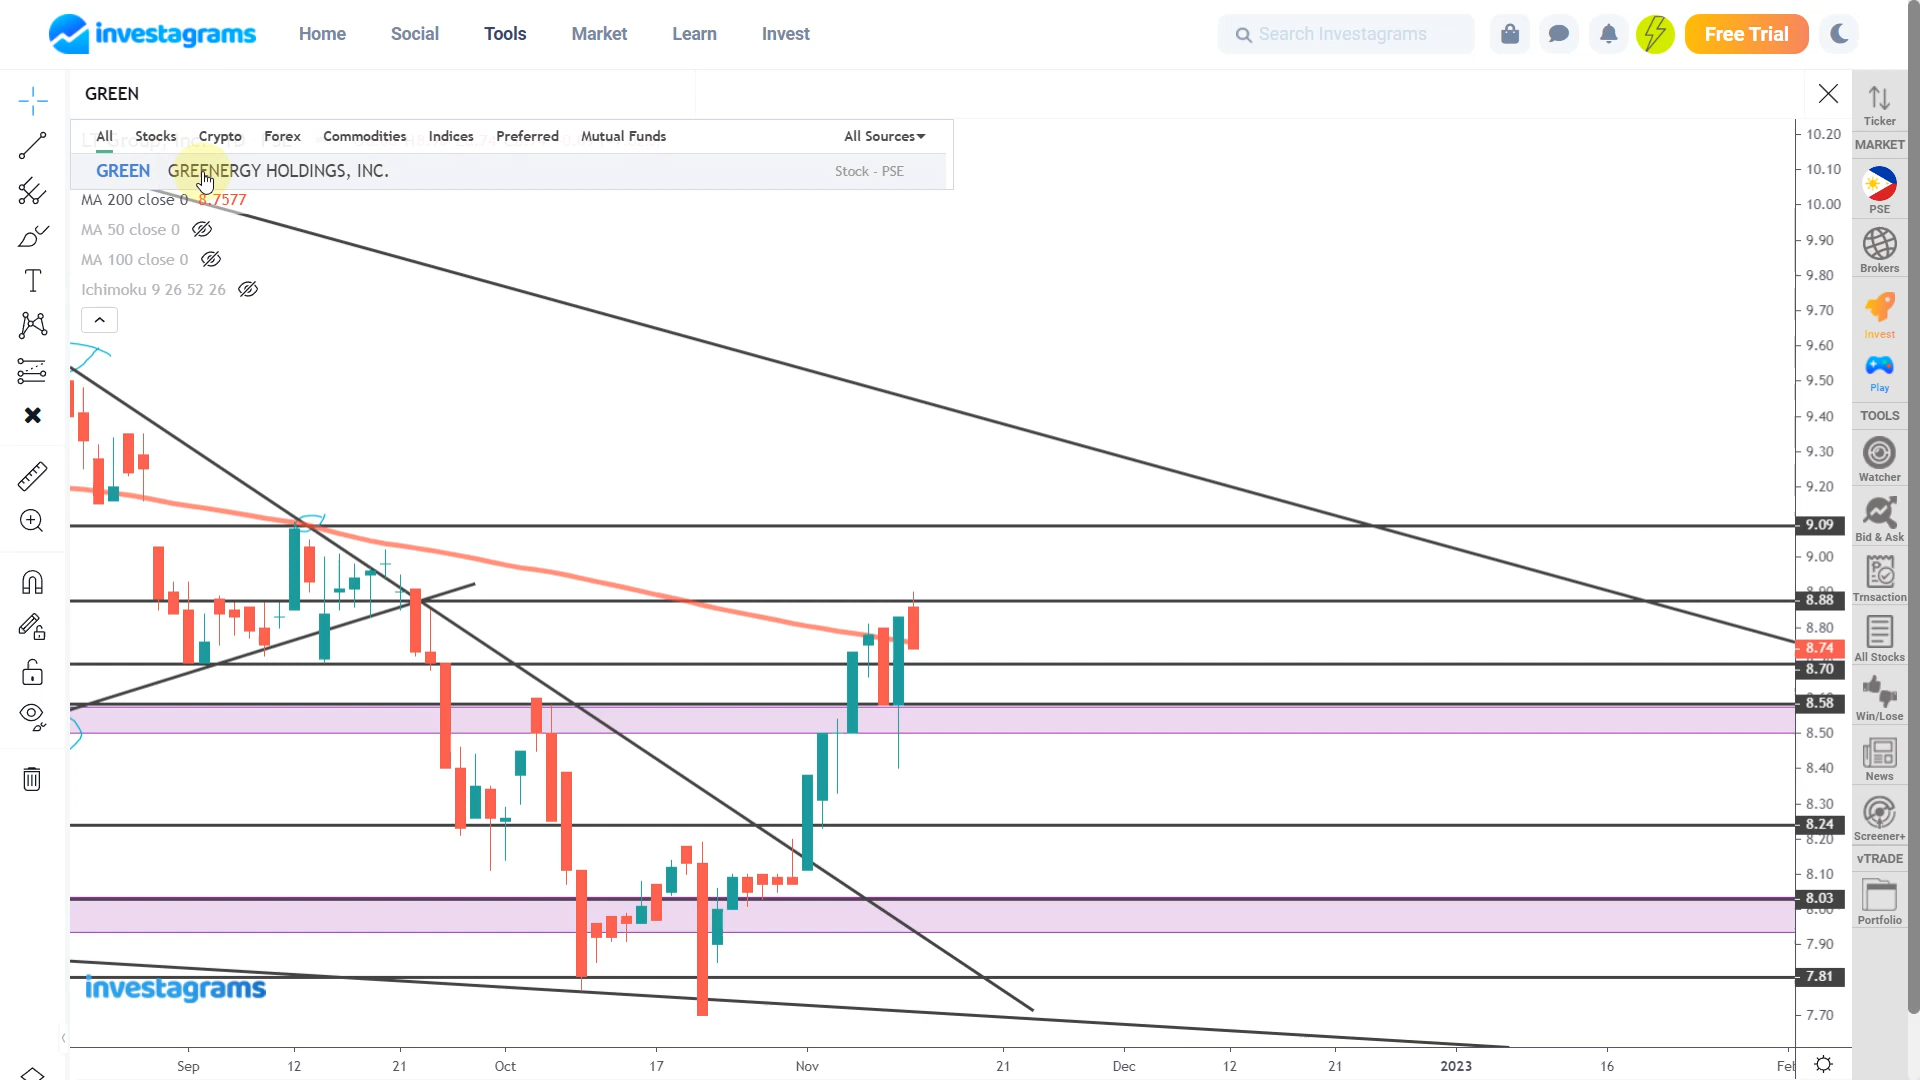 investagrams
Home
Social
Tools
Market
Learn
Invest
Search Investagrams
Free Trial
GREEN
All
Stocks
Crypto
Forex
Commodities
Indices
Preferred
Mutual Funds
All Sources
GREEN GREENERGY HOLDINGS, INC.
Stock - PSE
MA 200 close 0 8.7577
MA 50 close 0
MA 100 close 0
Ichimoku 9 26 52 26
10.20
10.10
10.00
9.90
9.80
9.70
9.60
9.50
9.40
9.30
9.20
9.09
9.00
8.88
8.80
8.74
8.70
8.58
8.50
8.40
8.30
8.24
8.20
8.10
8.03
7.90
7.81
7.70
investagrams
Sep
12
21
Oct
17
Nov
21
Dec
12
21
2023
16
Ticker
MARKET
PSE
Brokers
Invest
Play
TOOLS
Watcher
Bid & Ask
Trnsaction
All Stocks
Win/Lose
News
Screener+
vTRADE
Portfolio